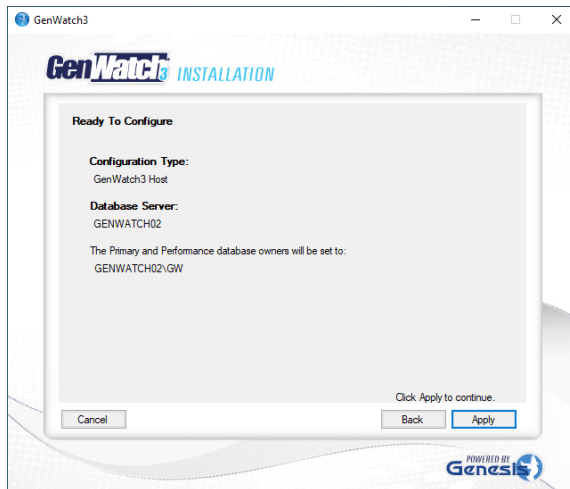 GenWatch3
GenWatch3 INSTALLATION
Ready To Configure
Configuration Type:
GenWatch3 Host
Database Server:
GENWATCH02
The Primary and Performance database owners will be set to:
GENWATCH02\GW
Click Apply to continue.
Cancel
Back
Apply
POWERED BY
Genesis